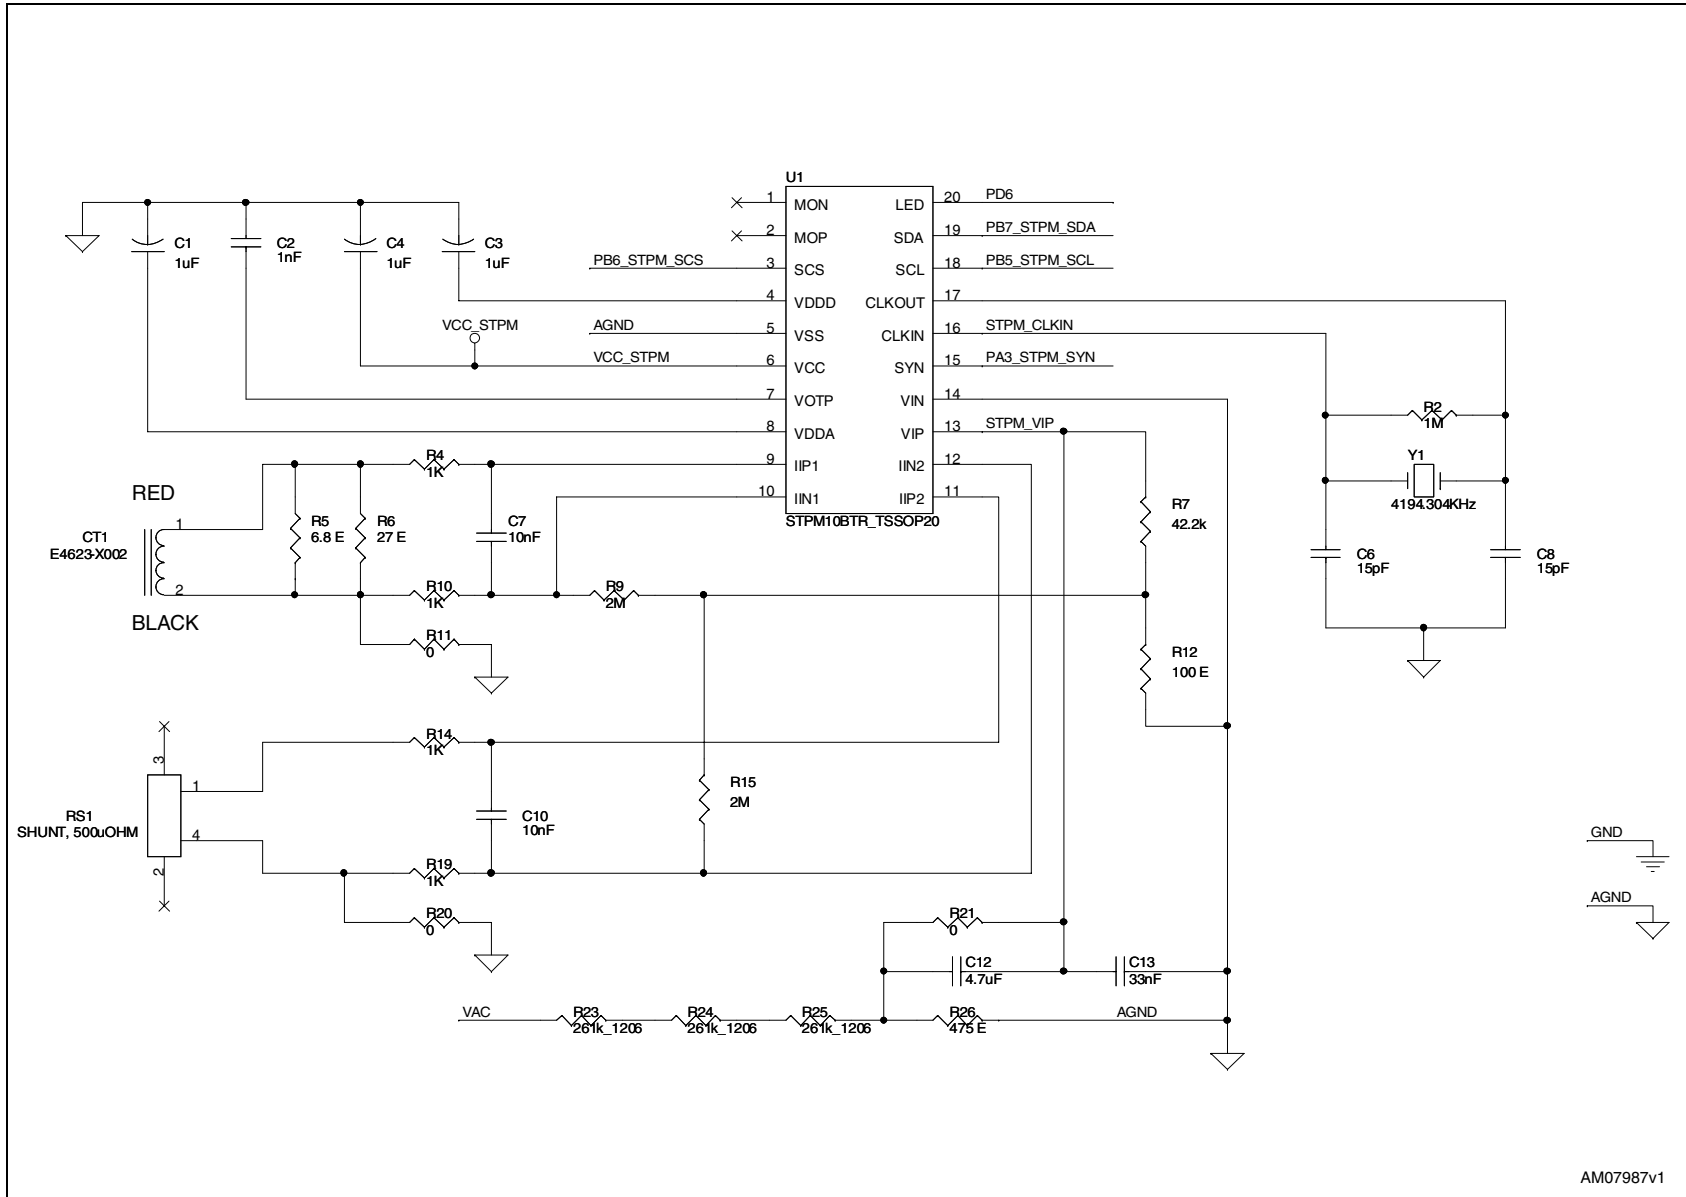 U1
1 MON LED 20 PD6
2 MOP SDA 19 PB7_STPM_SDA
PB6_STPM_SCS 3 SCS SCL 18 PB5_STPM_SCL
4 VDDD CLKOUT 17
AGND 5 VSS CLKIN 16 STPM_CLKIN
VCC_STPM
VCC_STPM 6 VCC SYN 15 PA3_STPM_SYN
7 VOTP VIN 14
8 VDDA VIP 13 STPM_VIP
9 IIP1 IIN2 12
10 IIN1 IIP2 11
STPM10BTR_TSSOP20
C1
1uF
C2
1nF
C4
1uF
C3
1uF
R2
1M
Y1
4194.304KHz
C6
15pF
C8
15pF
RED
CT1
E4623-X002
1
2
BLACK
R5
6.8 E
R6
27 E
R4
1K
C7
10nF
R10
1K
R11
0
R9
2M
R7
42.2k
R12
100 E
RS1
SHUNT, 500uOHM
3
1
4
2
R14
1K
C10
10nF
R15
2M
R19
1K
R20
0
R21
0
C12
4.7uF
C13
33nF
VAC
R23
261k_1206
R24
261k_1206
R25
261k_1206
R26
475 E
AGND
GND
AGND
AM07987v1